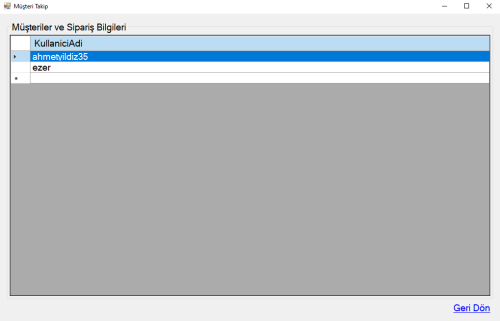 Müşteri Takip
Müşteriler ve Sipariş Bilgileri
KullaniciAdi
ahmetyildiz35
ezer
Geri Dön